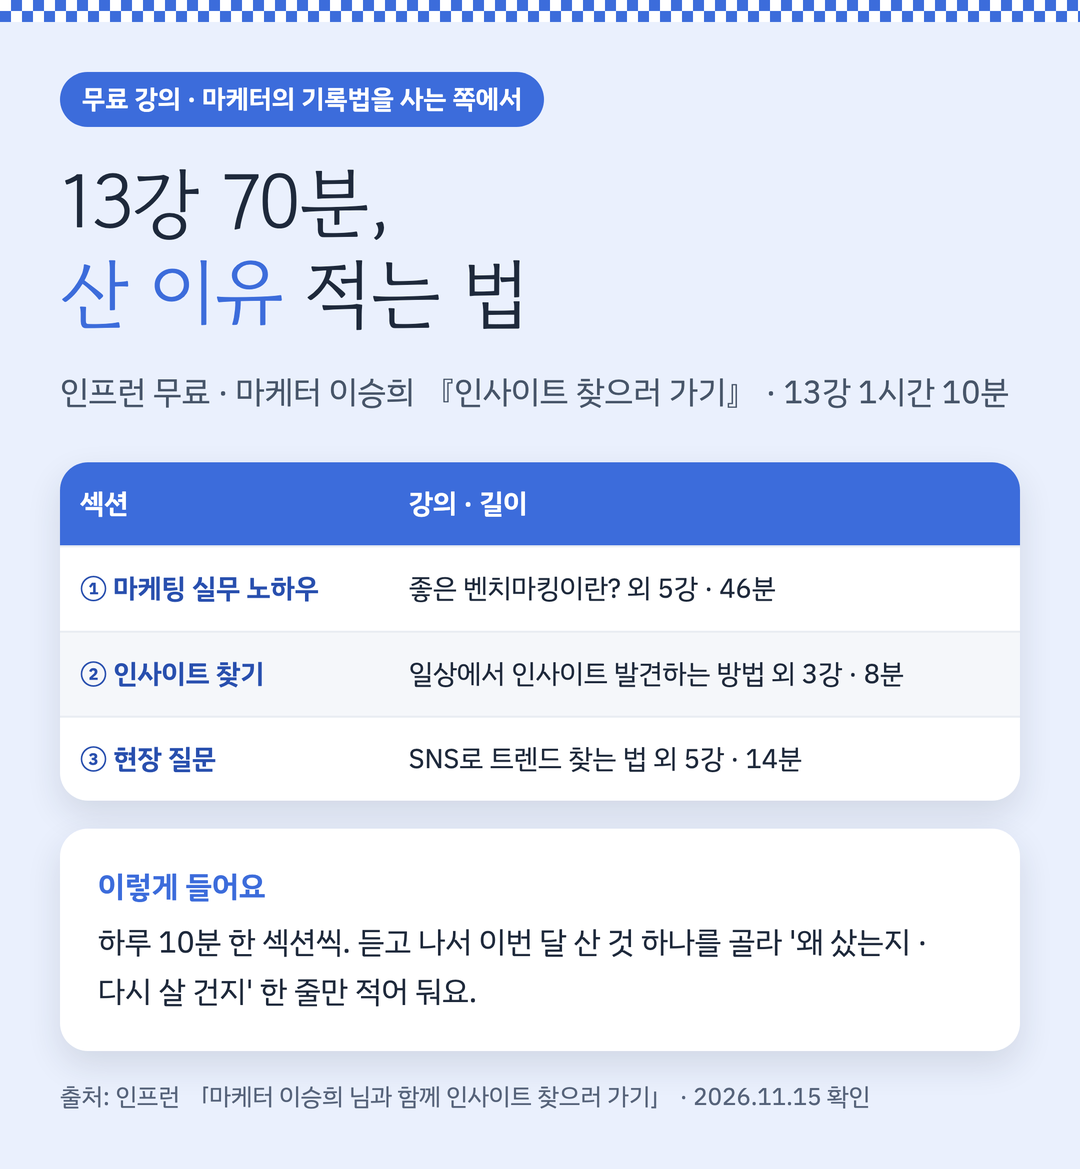 무료 강의 · 마케터의 기록법을 사는 쪽에서
13강 70분,
산 이유 적는 법
인프런 무료 · 마케터 이승희 『인사이트 찾으러 가기』 · 13강 1시간 10분
섹션 강의 · 길이
① 마케팅 실무 노하우 좋은 벤치마킹이란? 외 5강 · 46분
② 인사이트 찾기 일상에서 인사이트 발견하는 방법 외 3강 · 8분
③ 현장 질문 SNS로 트렌드 찾는 법 외 5강 · 14분
이렇게 들어요
하루 10분 한 섹션씩. 듣고 나서 이번 달 산 것 하나를 골라 '왜 샀는지 ·
다시 살 건지' 한 줄만 적어 둬요.
출처: 인프런 「마케터 이승희 님과 함께 인사이트 찾으러 가기」 · 2026.11.15 확인